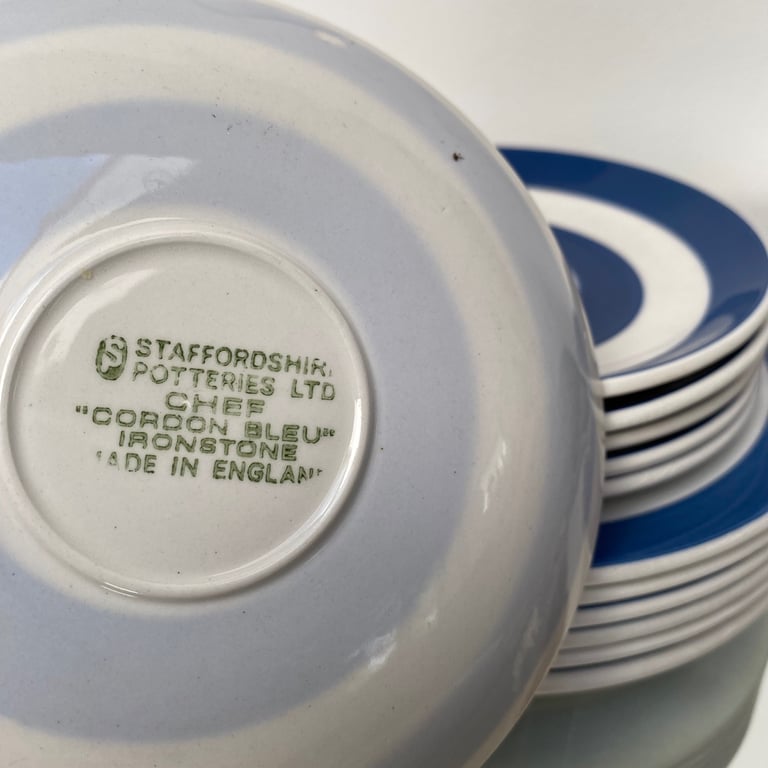 STAFFORDSHIR
POTTERIES LTD
CHEF
"CORDON BLEU"
IRONSTONE
ADE IN ENGLAN